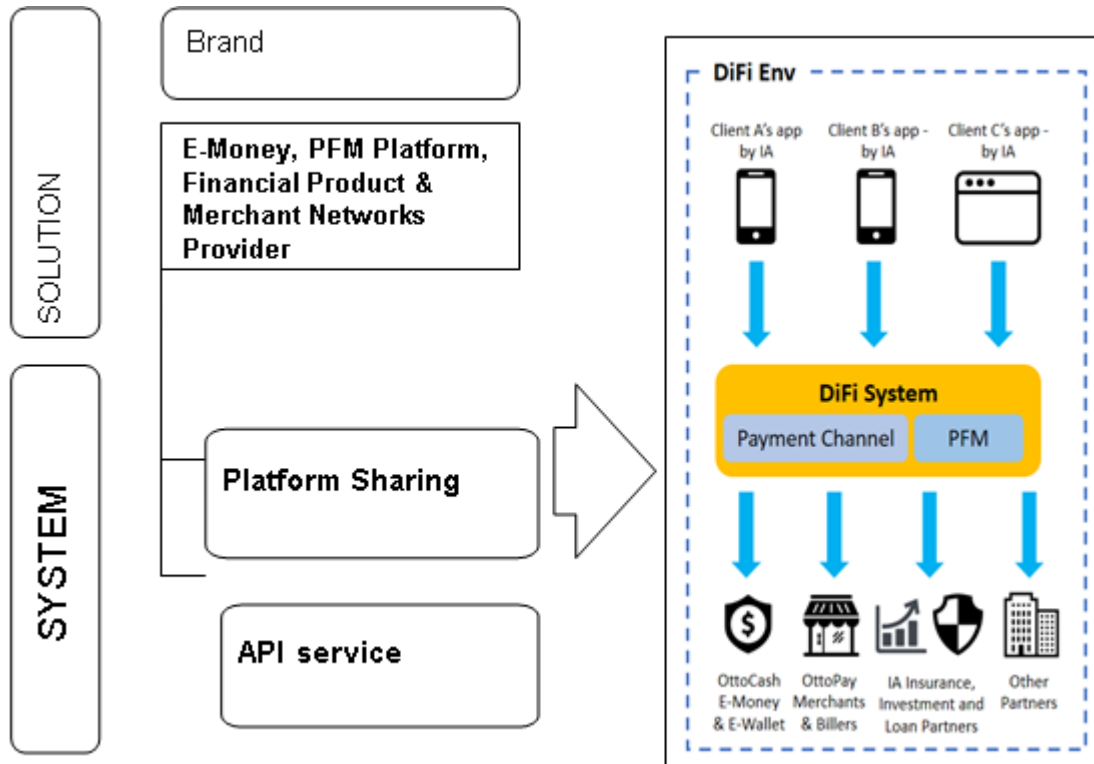 SOLUTION
SYSTEM
Brand
E-Money, PFM Platform,
Financial Product &
Merchant Networks
Provider
Platform Sharing
API service
DiFi Env
Client A's app
by IA
Client B's app -
by IA
Client C's app -
by IA
DiFi System
Payment Channel
PFM
OttoCash
E-Money
& E-Wallet
OttoPay
Merchants
& Billers
IA Insurance,
Investment and
Loan Partners
Other
Partners